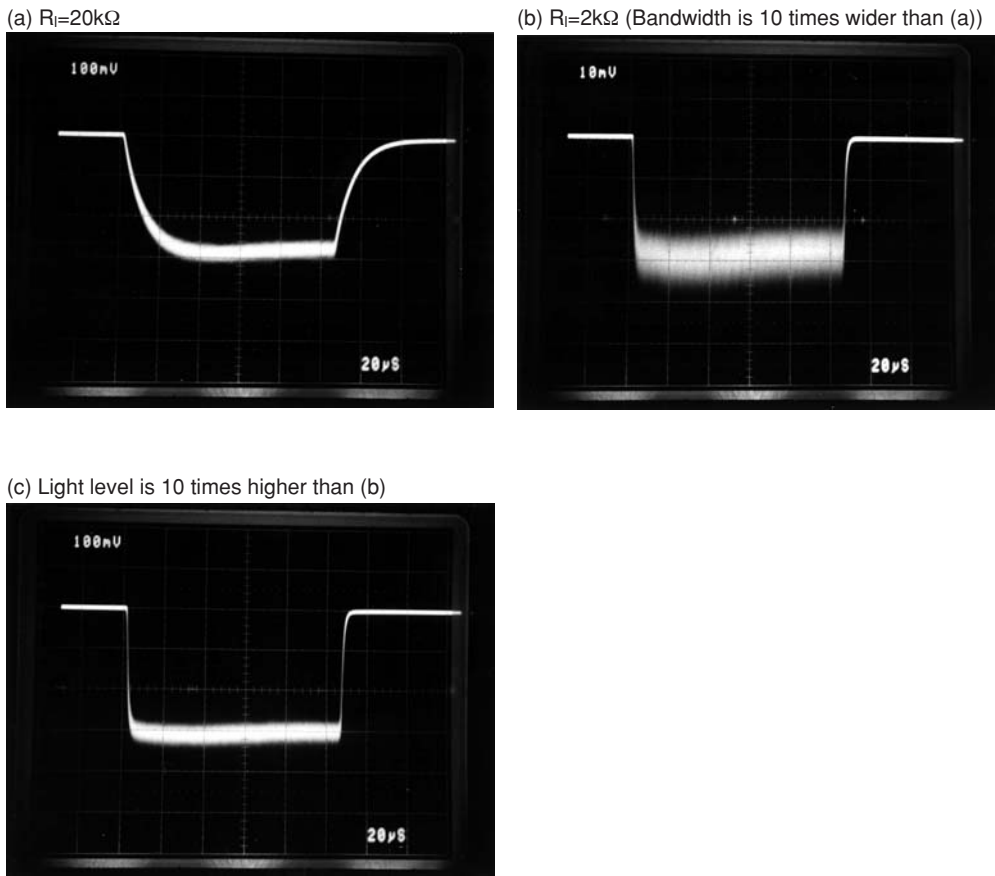 (a) Rl=20kΩ
(b) Rl=2kΩ (Bandwidth is 10 times wider than (a))
100mV
20µS
10mV
20µS
(c) Light level is 10 times higher than (b)
100mV
20µS